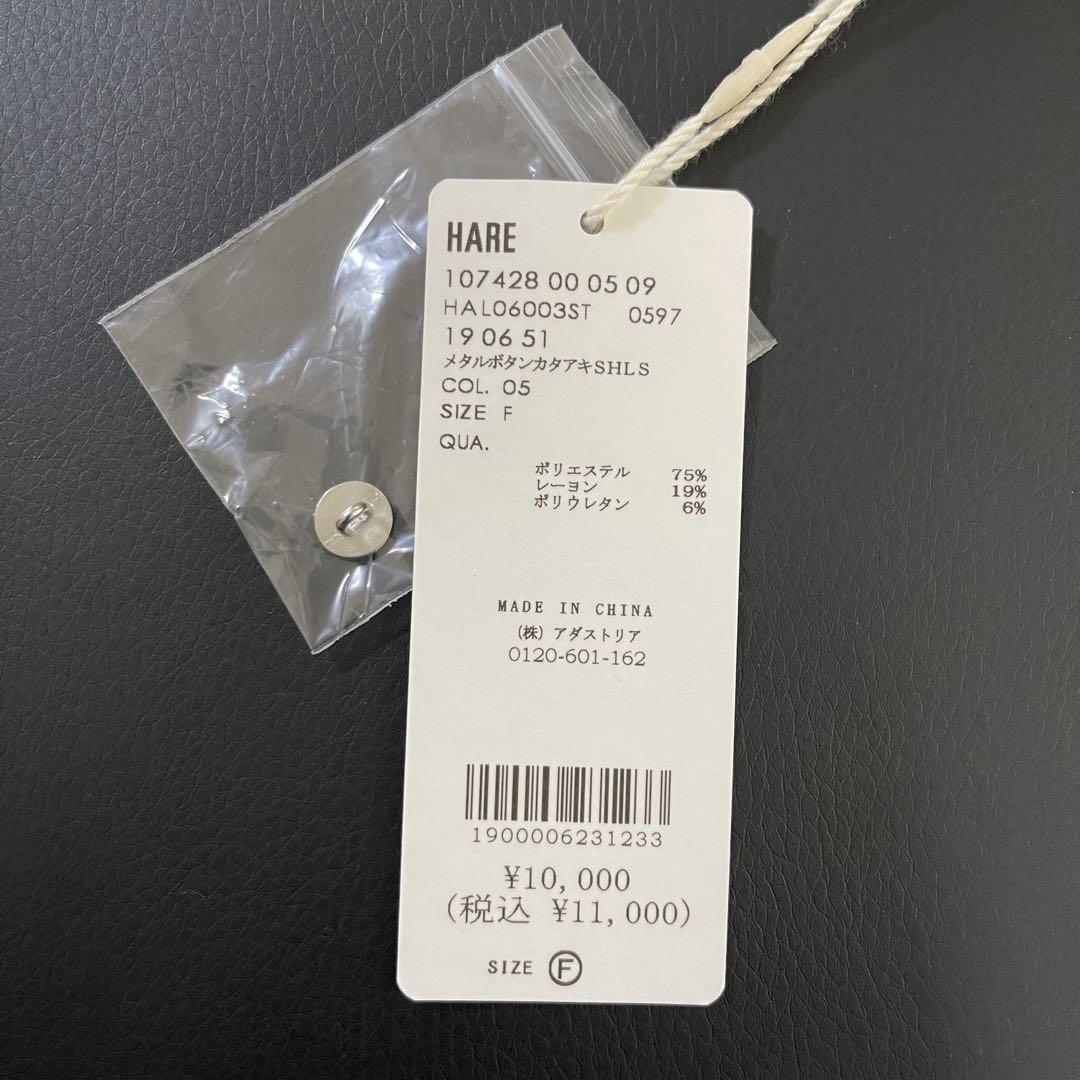 HARE
107428 00 05 09
HAL06003ST 0597
19 06 51
メタルボタンカタアキSHLS
COL. 05
SIZE F
QUA.
ポリエステル 75%
レーヨン 19%
ポリウレタン 6%
MADE IN CHINA
(株) アダストリア
0120-601-162
1900006231233
¥10,000
(税込 ¥11,000)
SIZE F